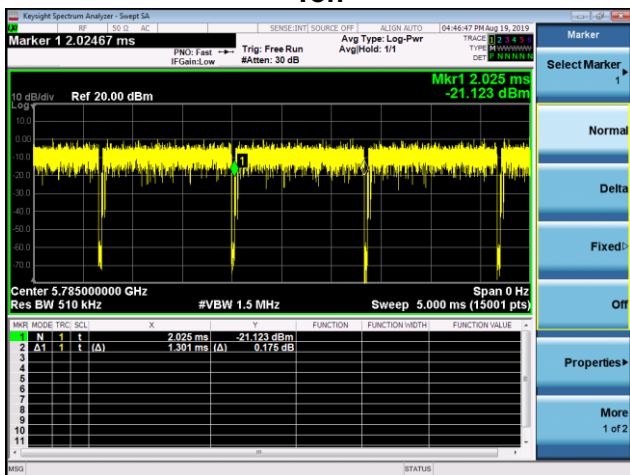 Keysight Spectrum Analyzer - Swept SA
RF 50 Ω AC SENSE:INT SOURCE OFF ALIGN AUTO 04:46:47 PM Aug 19, 2019
Marker 1 2.02467 ms
PNO: Fast Trig: Free Run Avg Type: Log-Pwr TRACE 1 2 3 4 5 6
IFGain:Low #Atten: 30 dB Avg|Hold: 1/1 TYPE M WWWWW
DET P N N N N N
Mkr1 2.025 ms
-21.123 dBm
10 dB/div Ref 20.00 dBm
Log
10.0
0.00
-10.0
-20.0
-30.0
-40.0
-50.0
-60.0
-70.0
1
Center 5.785000000 GHz Span 0 Hz
Res BW 510 kHz #VBW 1.5 MHz Sweep 5.000 ms (15001 pts)
MKR MODE TRC SCL X Y FUNCTION FUNCTION WIDTH FUNCTION VALUE
1 N 1 t 2.025 ms -21.123 dBm
2 Δ1 1 t (Δ) 1.301 ms (Δ) 0.175 dB
3
4
5
6
7
8
9
10
11
MSG STATUS
Marker
Select Marker
1
Normal
Delta
Fixed
Off
Properties
More
1 of 2